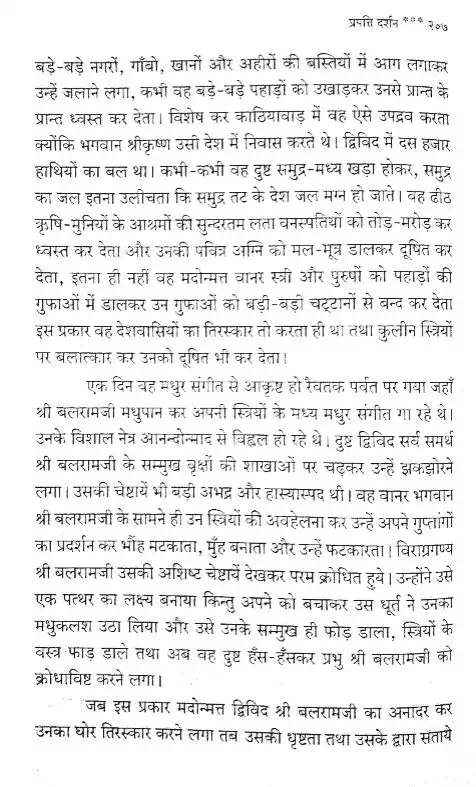 प्रपत्ति दर्शन *** २०७
बड़े-बड़े नगरों, गाँवो, खानों और अहीरों की बस्तियों में आग लगाकर
उन्हें जलाने लगा, कभी वह बड़े-बड़े पहाड़ों को उखाड़कर उनसे प्रान्त के
प्रान्त ध्वस्त कर देता। विशेष कर काठियावाड़ में वह ऐसे उपद्रव करता
क्योंकि भगवान श्रीकृष्ण उसी देश में निवास करते थे। द्विविद में दस हजार
हाथियों का बल था। कभी-कभी वह दुष्ट समुद्र-मध्य खड़ा होकर, समुद्र
का जल इतना उलीचता कि समुद्र तट के देश जल मग्न हो जाते। वह ढीठ
ऋषि-मुनियों के आश्रमों की सुन्दरतम लता वनस्पतियों को तोड़-मरोड़ कर
ध्वस्त कर देता और उनकी पवित्र अग्नि को मल-मूत्र डालकर दूषित कर
देता, इतना ही नहीं वह मदोन्मत्त वानर स्त्री और पुरुषों को पहाड़ों की
गुफाओं में डालकर उन गुफाओं को बड़ी-बड़ी चट्टानों से बन्द कर देता
इस प्रकार वह देशवासियों का तिरस्कार तो करता ही था तथा कुलीन स्त्रियों
पर बलात्कार कर उनको दूषित भी कर देता।
एक दिन वह मधुर संगीत से आकृष्ट हो रैवतक पर्वत पर गया जहाँ
श्री बलरामजी मधुपान कर अपनी स्त्रियों के मध्य मधुर संगीत गा रहे थे।
उनके विशाल नेत्र आनन्दोन्माद से विह्वल हो रहे थे। दुष्ट द्विविद सर्व समर्थ
श्री बलरामजी के सम्मुख वृक्षों की शाखाओं पर चढ़कर उन्हें झकझोरने
लगा। उसकी चेष्टायें भी बड़ी अभद्र और हास्यास्पद थी। वह वानर भगवान
श्री बलरामजी के सामने ही उन स्त्रियों की अवहेलना कर उन्हें अपने गुप्तांगों
का प्रदर्शन कर भौंह मटकाता, मुँह बनाता और उन्हें फटकारता। विराग्रगण्य
श्री बलरामजी उसकी अशिष्ट चेष्टायें देखकर परम क्रोधित हुये। उन्होंने उसे
एक पत्थर का लक्ष्य बनाया किन्तु अपने को बचाकर उस धूर्त ने उनका
मधुकलश उठा लिया और उसे उनके सम्मुख ही फोड़ डाला, स्त्रियों के
वस्त्र फाड़ डाले तथा अब वह दुष्ट हँस-हँसकर प्रभु श्री बलरामजी को
क्रोधाविष्ट करने लगा।
जब इस प्रकार मदोन्मत्त द्विविद श्री बलरामजी का अनादर कर
उनका घोर तिरस्कार करने लगा तब उसकी धृष्टता तथा उसके द्वारा सताये